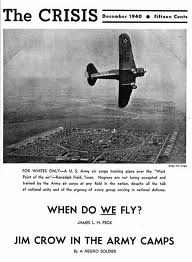 The CRISIS
December 1940 • Fifteen Cents
FOR WHITES ONLY—A U. S. Army air corps training plane over the "West
Point of the air"—Randolph Field, Texas. Negroes are not being accepted and
trained by the Army air corps at any field in the nation, despite all the talk
of national unity and of the urgency of every group serving in national defense.
WHEN DO WE FLY?
JAMES L. H. PECK
JIM CROW IN THE ARMY CAMPS
By A NEGRO SOLDIER